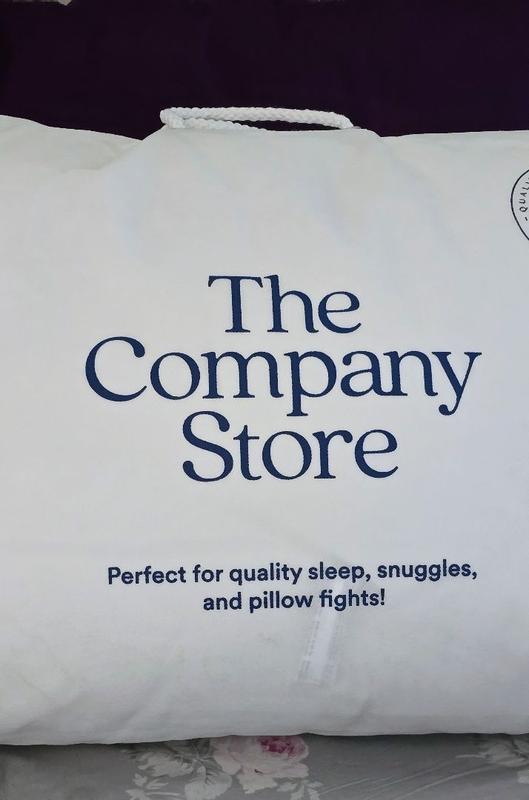 The
Company
Store
Perfect for quality sleep, snuggles,
and pillow fights!